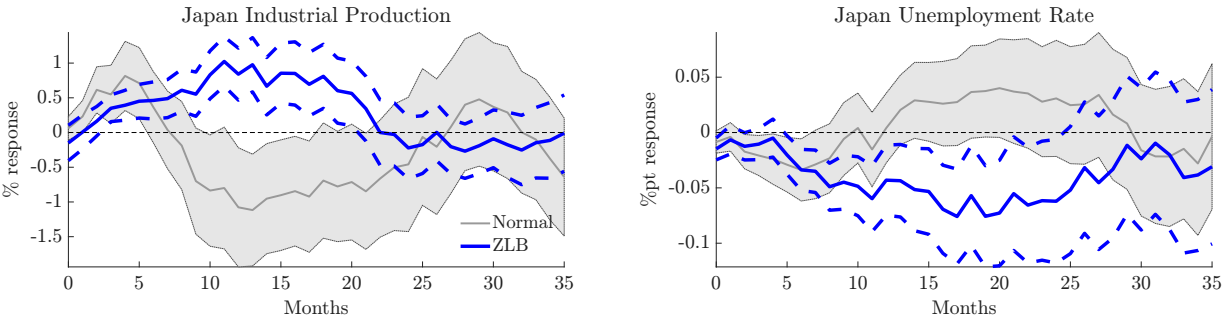 Japan Industrial Production
% response
1
0.5
0
-0.5
-1
-1.5
0 5 10 15 20 25 30 35
Months
Normal
ZLB
Japan Unemployment Rate
%pt response
0.05
0
-0.05
-0.1
0 5 10 15 20 25 30 35
Months